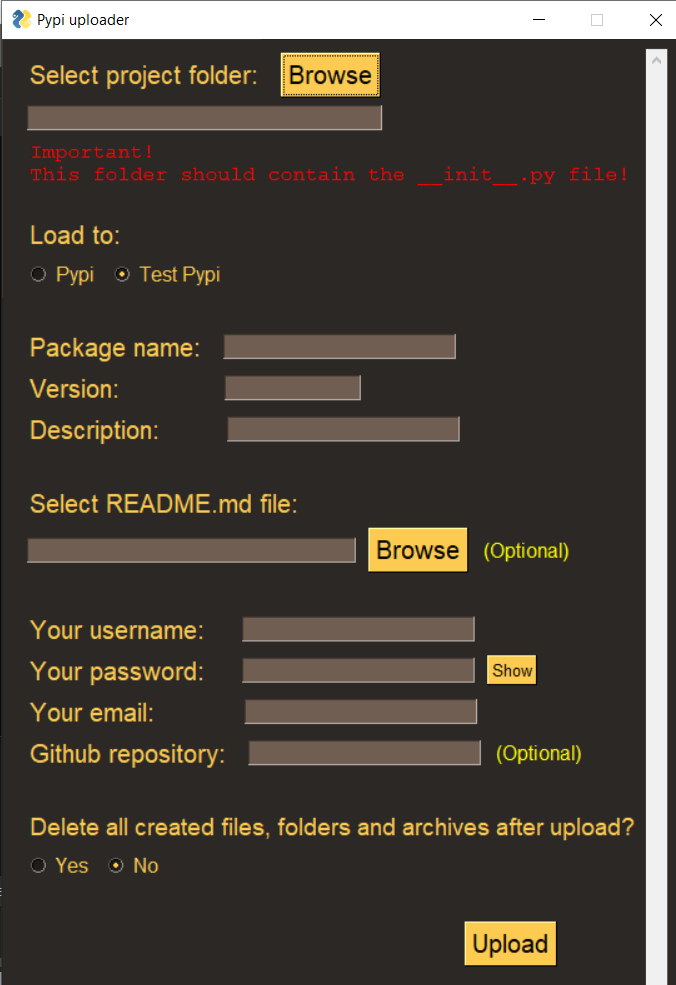 Pypi uploader
Select project folder: Browse
Important!
This folder should contain the __init__.py file!
Load to:
Pypi Test Pypi
Package name:
Version:
Description:
Select README.md file:
Browse (Optional)
Your username:
Your password: Show
Your email:
Github repository: (Optional)
Delete all created files, folders and archives after upload?
Yes No
Upload